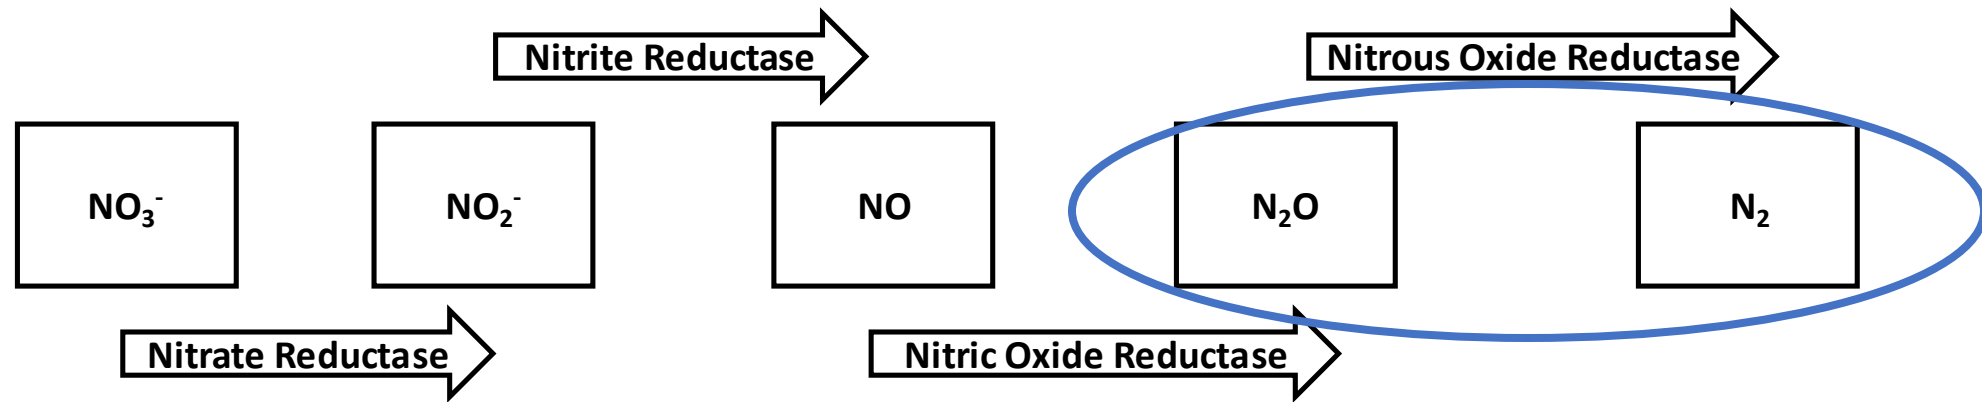 Nitrite Reductase
Nitrous Oxide Reductase
NO₃⁻
NO₂⁻
NO
N₂O
N₂
Nitrate Reductase
Nitric Oxide Reductase